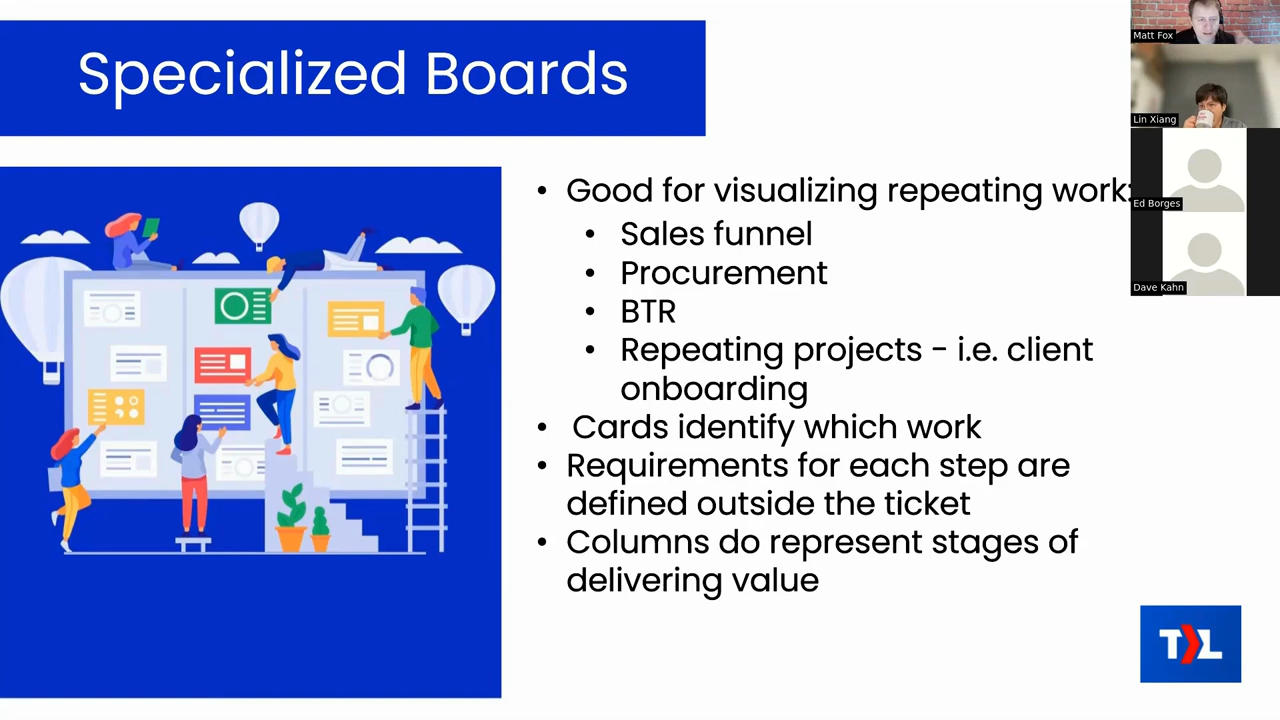 Specialized Boards
• Good for visualizing repeating work:
• Sales funnel
• Procurement
• BTR
• Repeating projects - i.e. client
onboarding
• Cards identify which work
• Requirements for each step are
defined outside the ticket
• Columns do represent stages of
delivering value
Matt Fox
Lin Xiang
Ed Borges
Dave Kahn
TXL